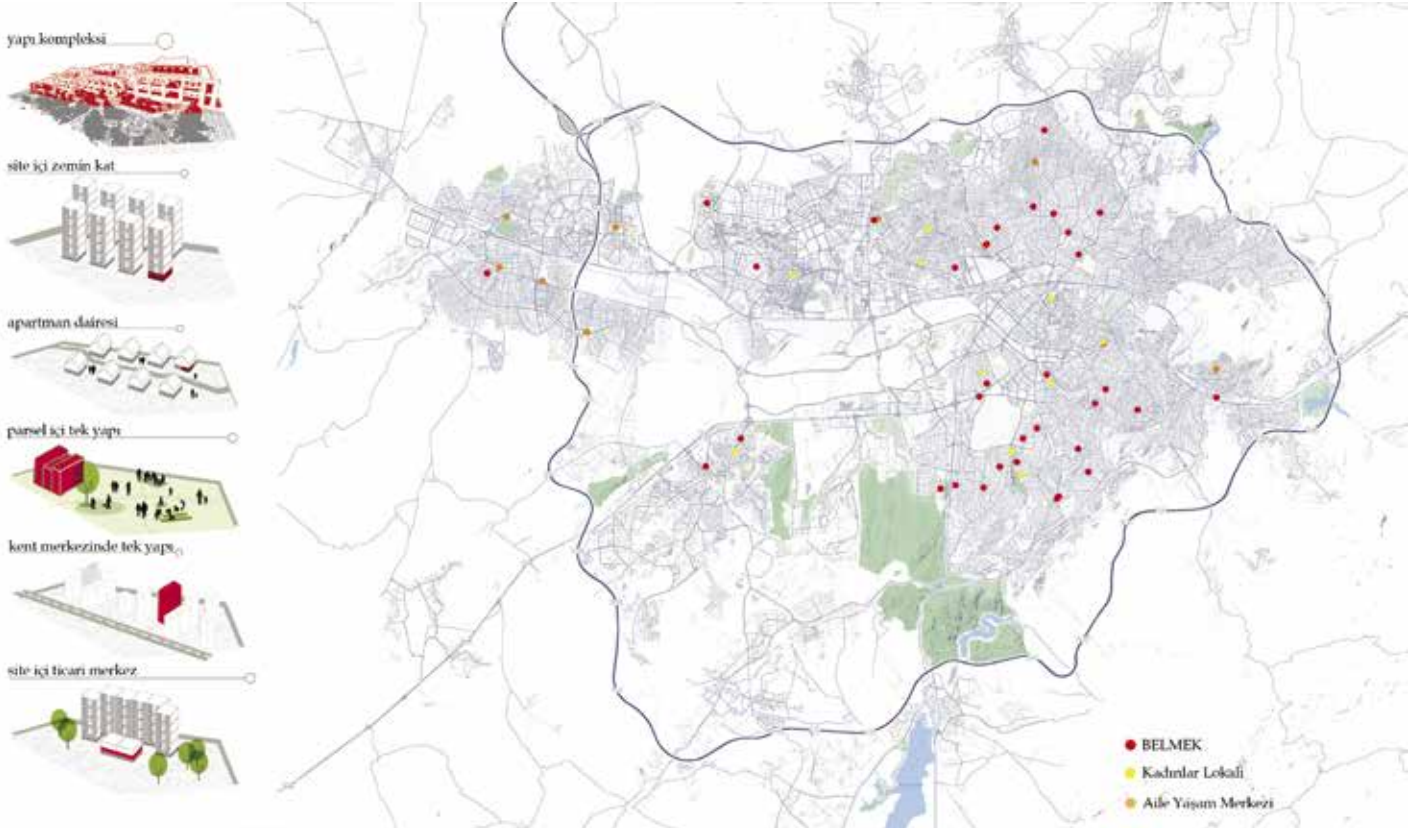 yapı kompleksi
site içi zemin kat
apartman dairesi
parsel içi tek yapı
kent merkezinde tek yapı
site içi ticari merkez
BELMEK
Kadınlar Lokali
Aile Yaşam Merkezi